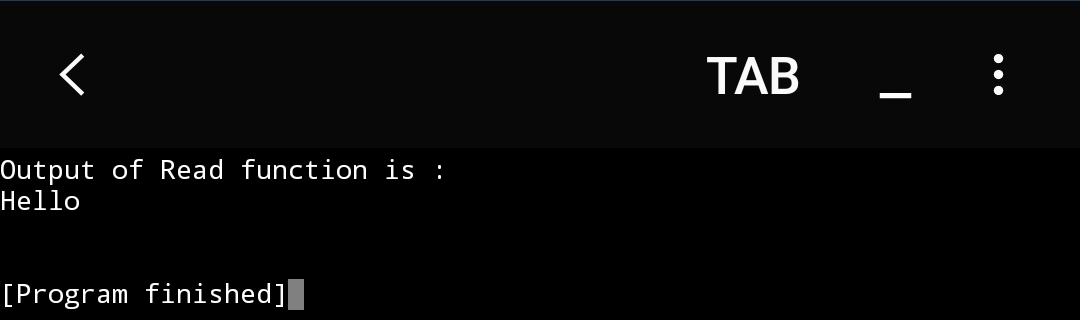 TAB _
Output of Read function is :
Hello
[Program finished]